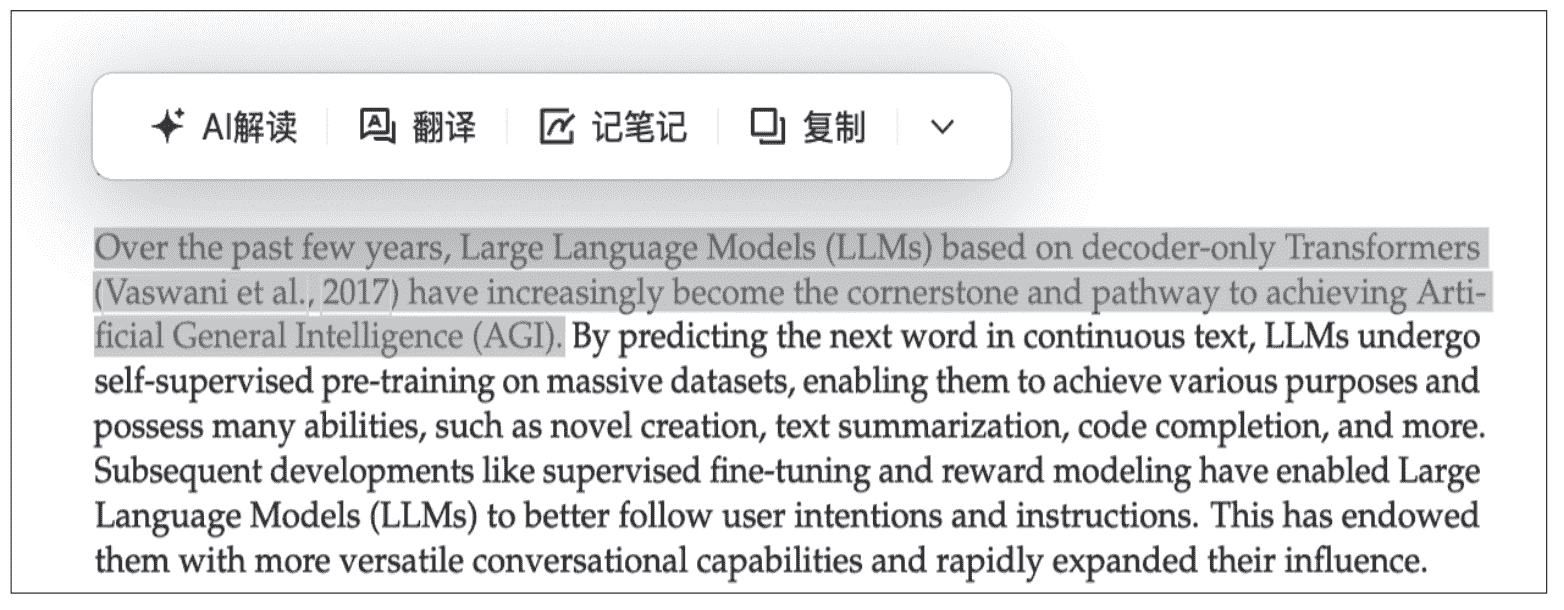 AI解读 翻译 记笔记 复制
Over the past few years, Large Language Models (LLMs) based on decoder-only Transformers
(Vaswani et al., 2017) have increasingly become the cornerstone and pathway to achieving Arti-
ficial General Intelligence (AGI). By predicting the next word in continuous text, LLMs undergo
self-supervised pre-training on massive datasets, enabling them to achieve various purposes and
possess many abilities, such as novel creation, text summarization, code completion, and more.
Subsequent developments like supervised fine-tuning and reward modeling have enabled Large
Language Models (LLMs) to better follow user intentions and instructions. This has endowed
them with more versatile conversational capabilities and rapidly expanded their influence.